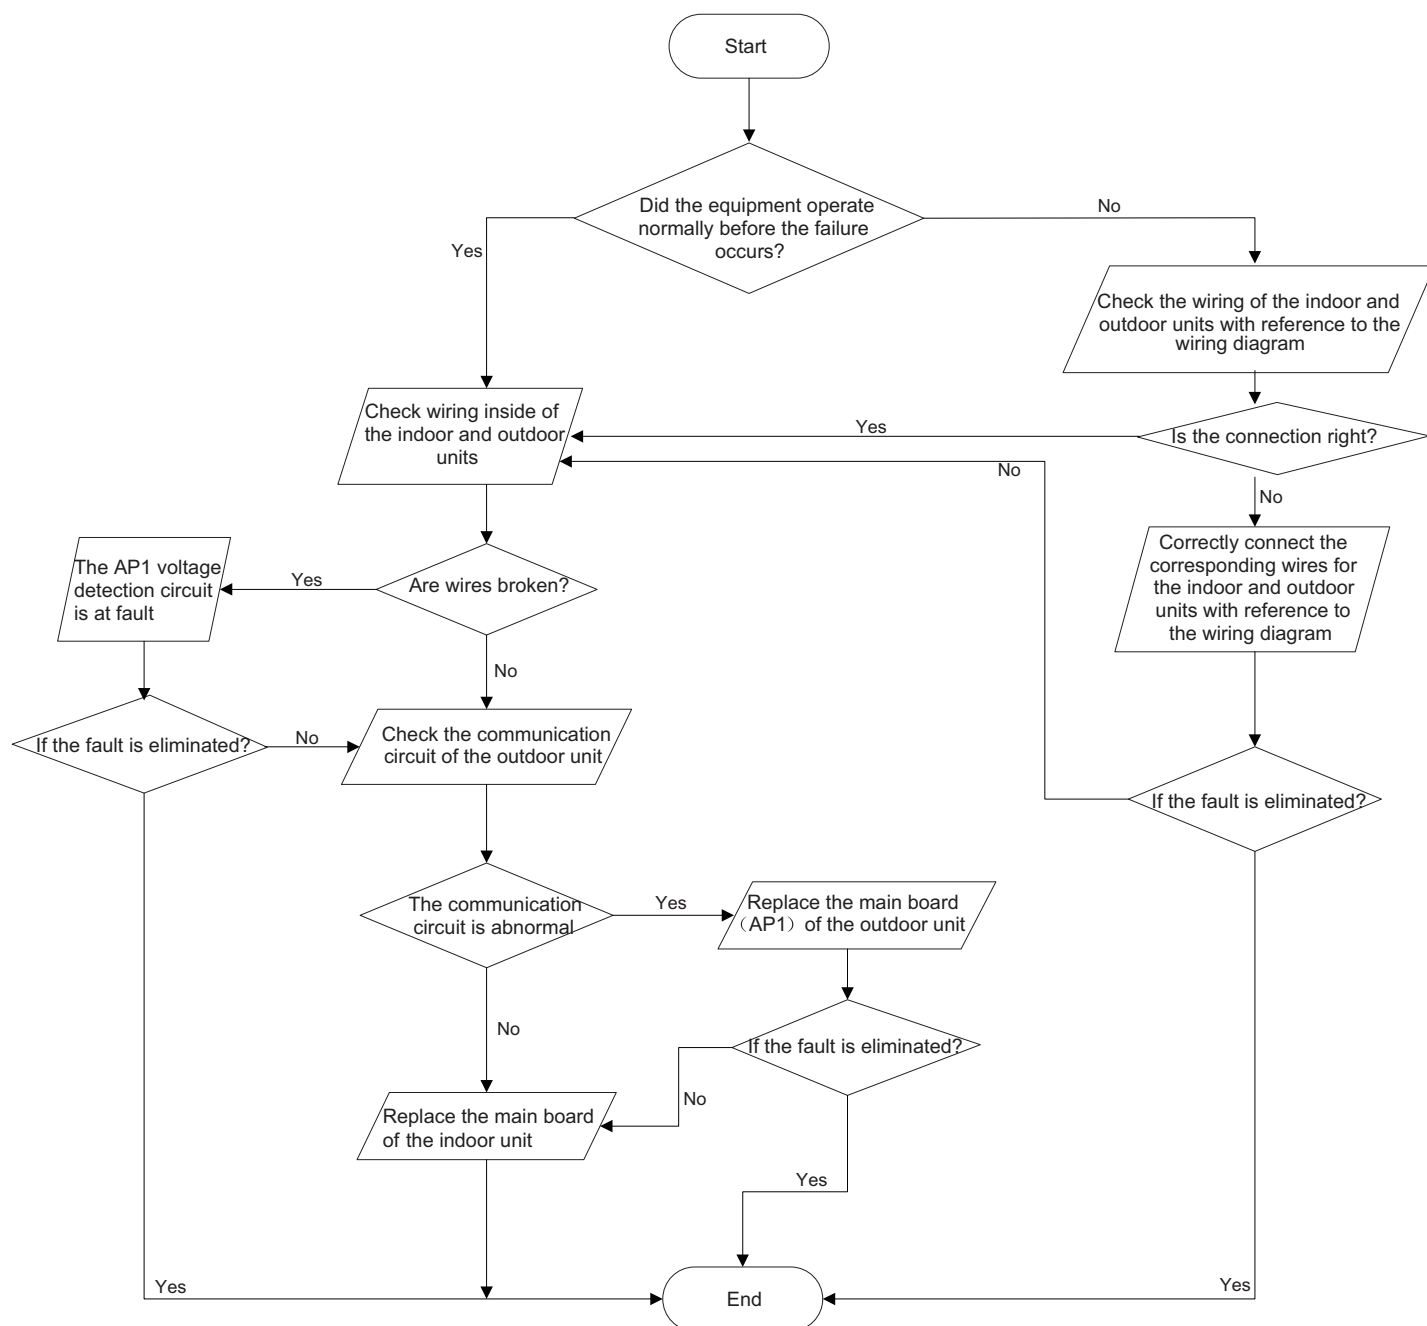 Start
Did the equipment operate
normally before the failure
occurs?
No
Yes
Check the wiring of the indoor and
outdoor units with reference to the
wiring diagram
Check wiring inside of
the indoor and outdoor
units
Yes
Is the connection right?
No
No
Correctly connect the
corresponding wires for
the indoor and outdoor
units with reference to
the wiring diagram
The AP1 voltage
detection circuit
is at fault
Yes
Are wires broken?
No
If the fault is eliminated?
No
Check the communication
circuit of the outdoor unit
If the fault is eliminated?
The communication
circuit is abnormal
Yes
Replace the main board
（AP1）of the outdoor unit
No
If the fault is eliminated?
No
Replace the main board
of the indoor unit
Yes
Yes
End
Yes